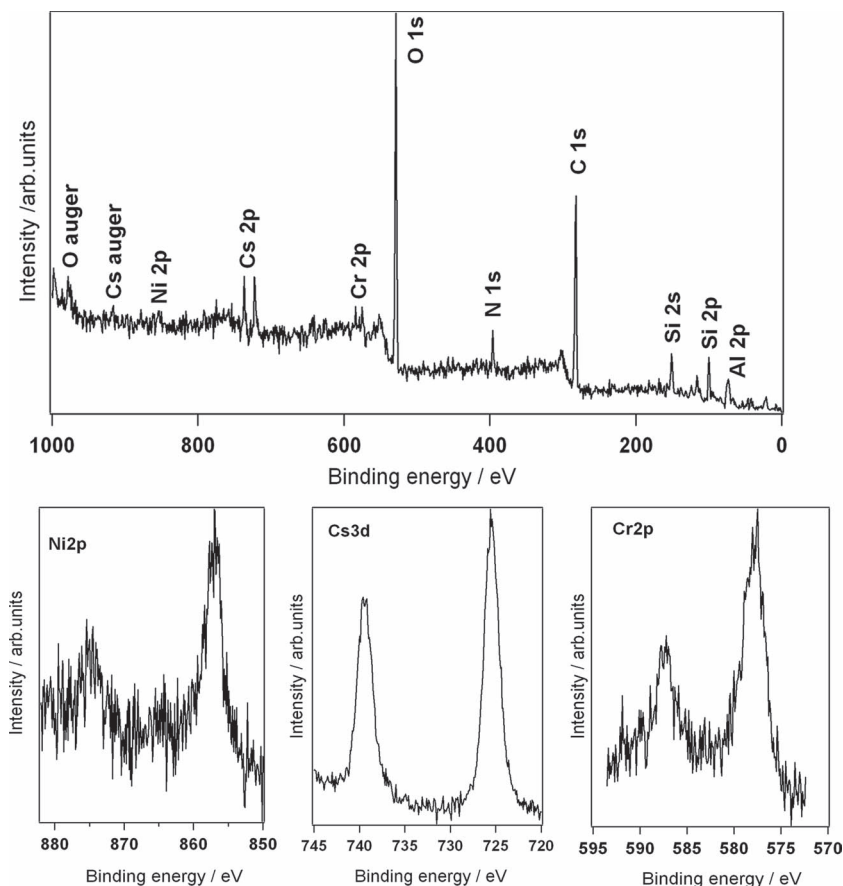 Intensity /arb.units
O auger
Cs auger
Ni 2p
Cs 2p
Cr 2p
O 1s
N 1s
C 1s
Si 2s
Si 2p
Al 2p
1000 800 600 400 200 0
Binding energy / eV
Ni2p
Intensity / arb.units
880 870 860 850
Binding energy / eV
Cs3d
Intensity / arb.units
745 740 735 730 725 720
Binding energy / eV
Cr2p
Intensity / arb.units
595 590 585 580 575 570
Binding energy / eV